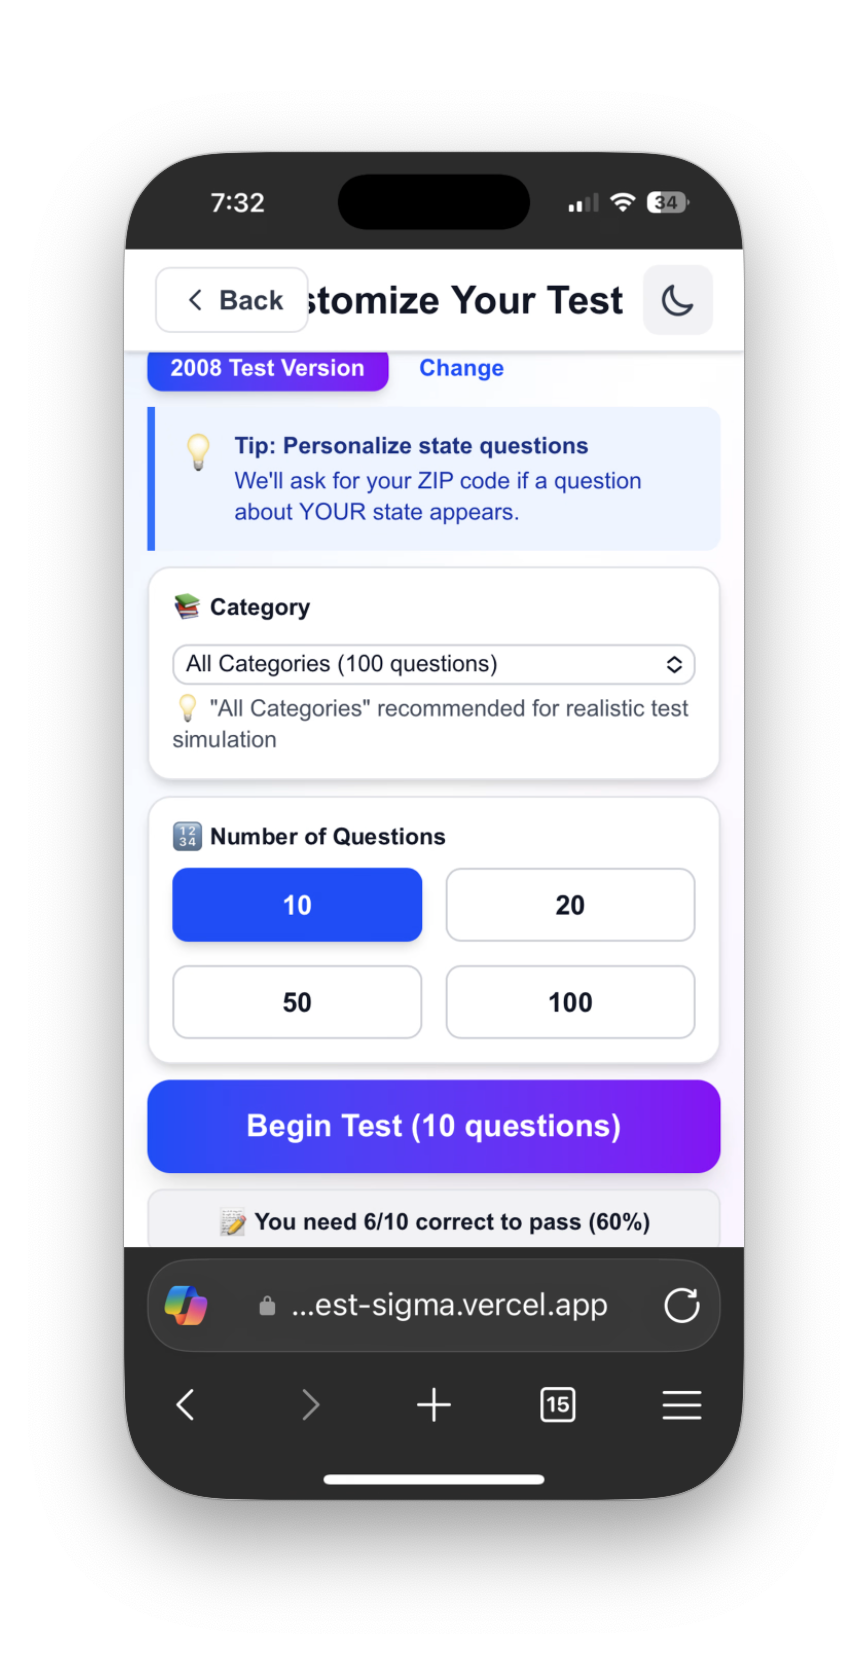 7:32
34
Back
stomize Your Test
2008 Test Version
Change
Tip: Personalize state questions
We'll ask for your ZIP code if a question
about YOUR state appears.
Category
All Categories (100 questions)
"All Categories" recommended for realistic test
simulation
1234 Number of Questions
10
20
50
100
Begin Test (10 questions)
You need 6/10 correct to pass (60%)
...est-sigma.vercel.app
15